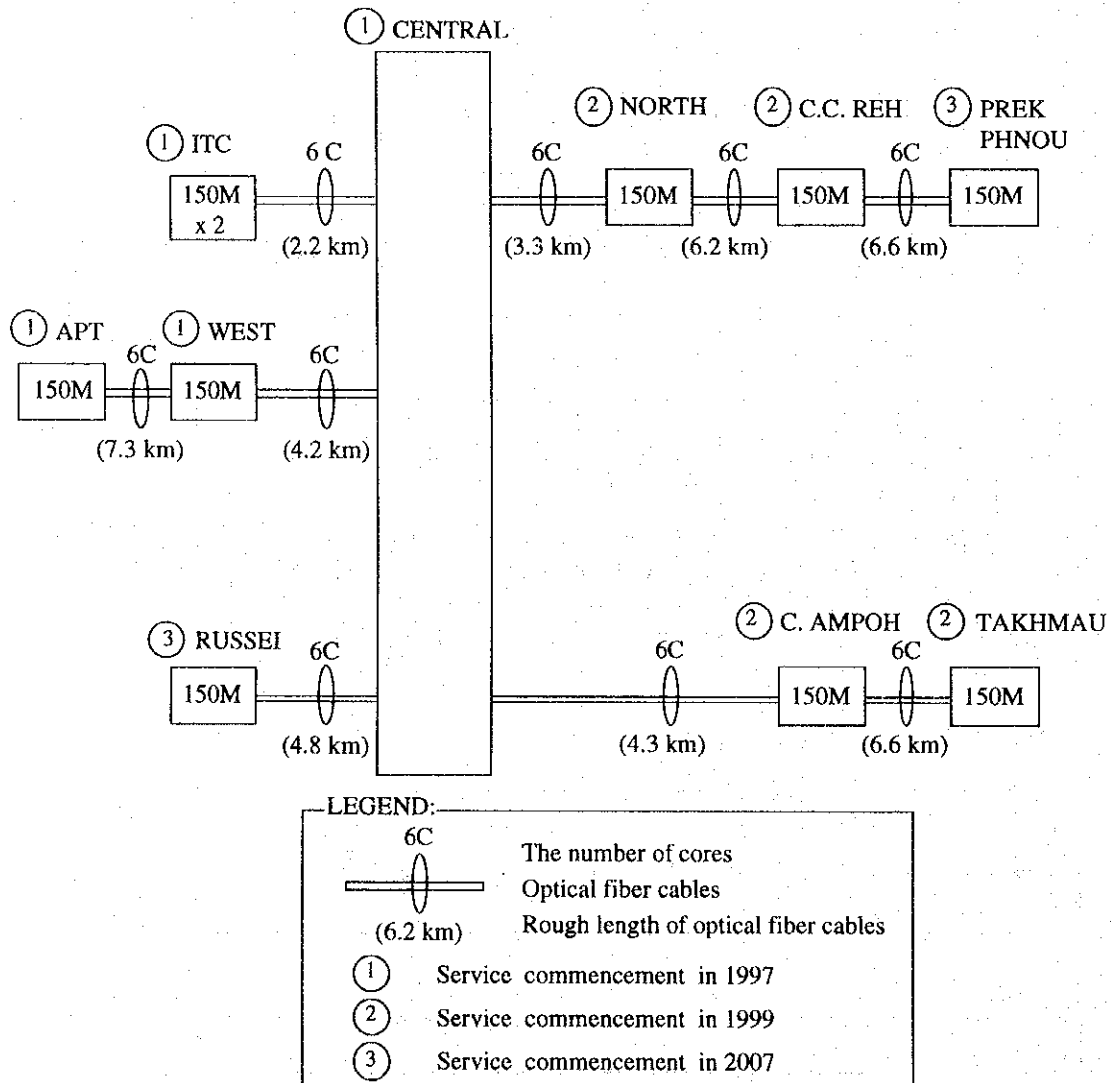 ① CENTRAL
② NORTH
② C.C. REH
③ PREK
PHNOU
① ITC
6 C
6C
6C
6C
150M
x 2
150M
150M
150M
(2.2 km)
(3.3 km)
(6.2 km)
(6.6 km)
① APT
① WEST
6C
6C
150M
150M
(7.3 km)
(4.2 km)
③ RUSSEI
② C. AMPOH
② TAKHMAU
6C
6C
6C
150M
150M
150M
(4.8 km)
(4.3 km)
(6.6 km)
LEGEND:
6C
The number of cores
Optical fiber cables
(6.2 km)
Rough length of optical fiber cables
① Service commencement in 1997
② Service commencement in 1999
③ Service commencement in 2007